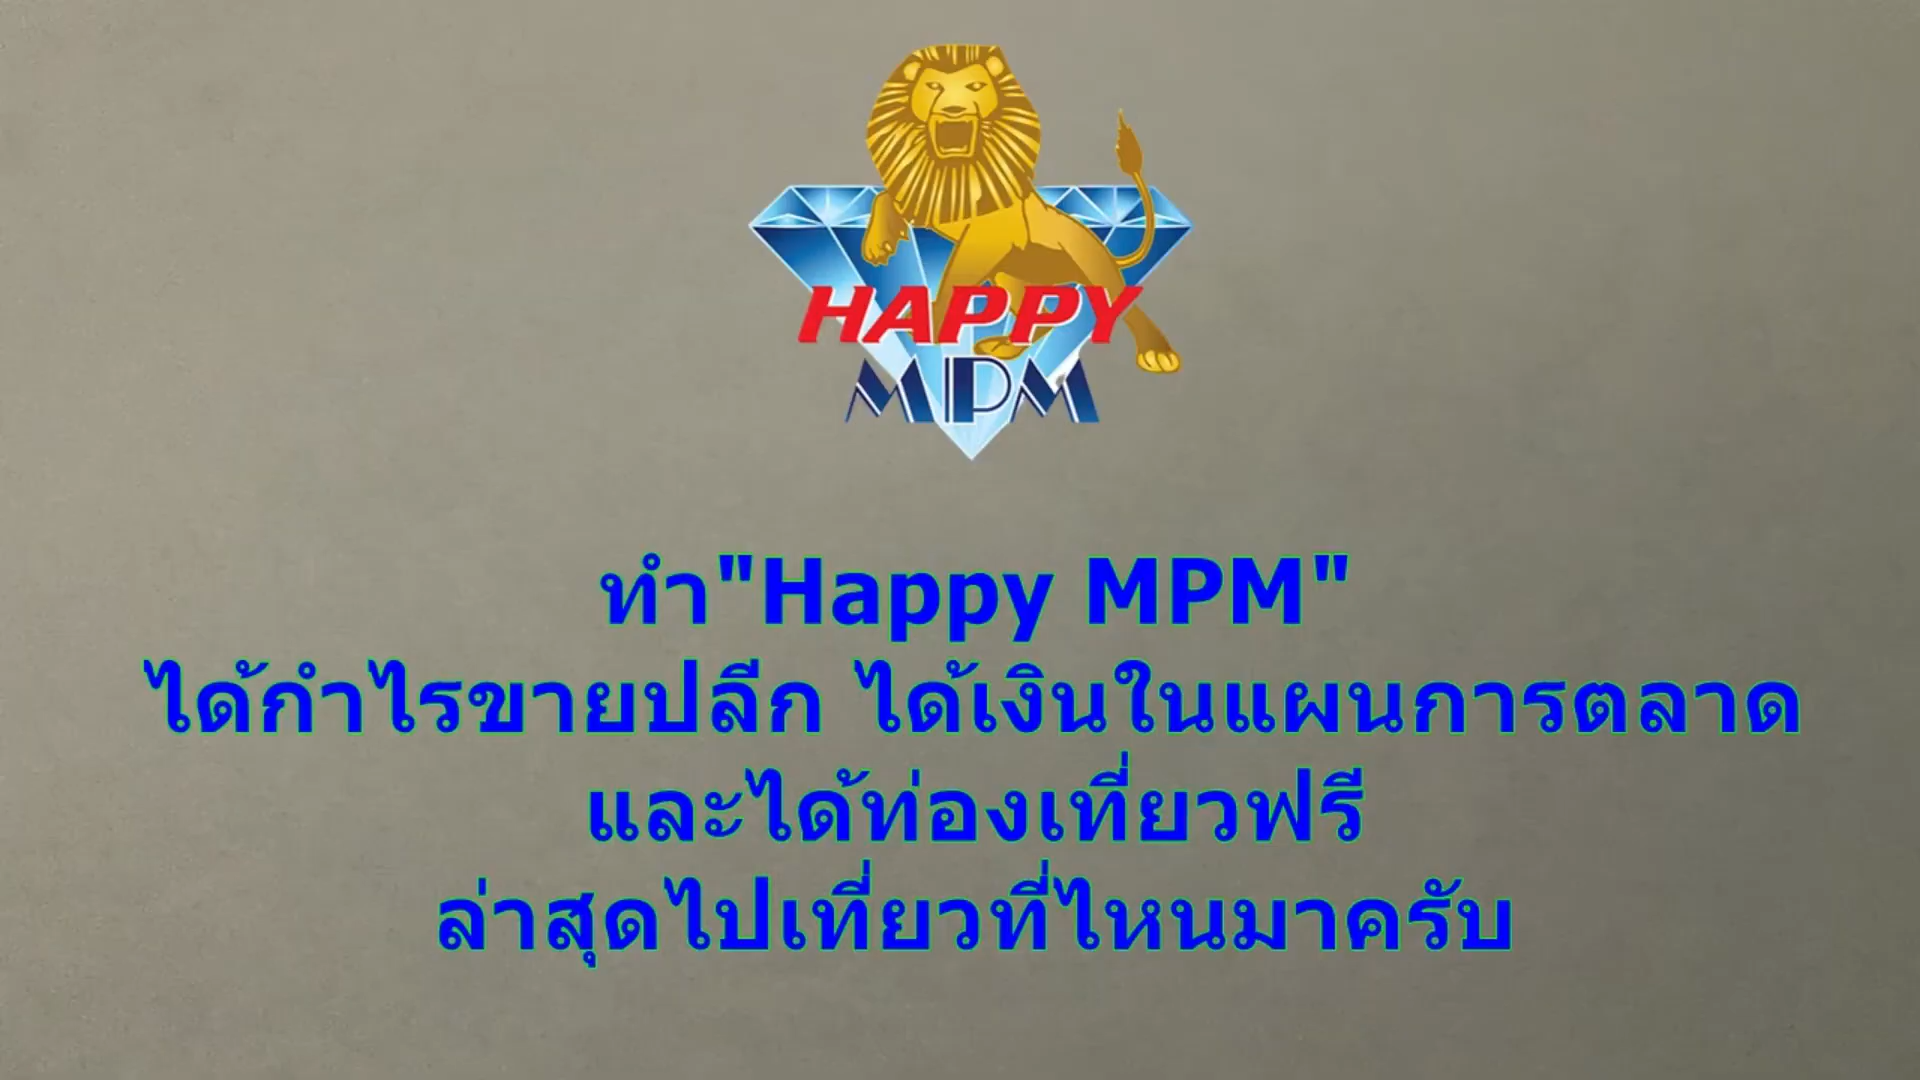 HAPPY
MPM
ทำ"Happy MPM"
ได้กำไรขายปลีก ได้เงินในแผนการตลาด
และได้ท่องเที่ยวฟรี
ล่าสุดไปเที่ยวที่ไหนมาครับ